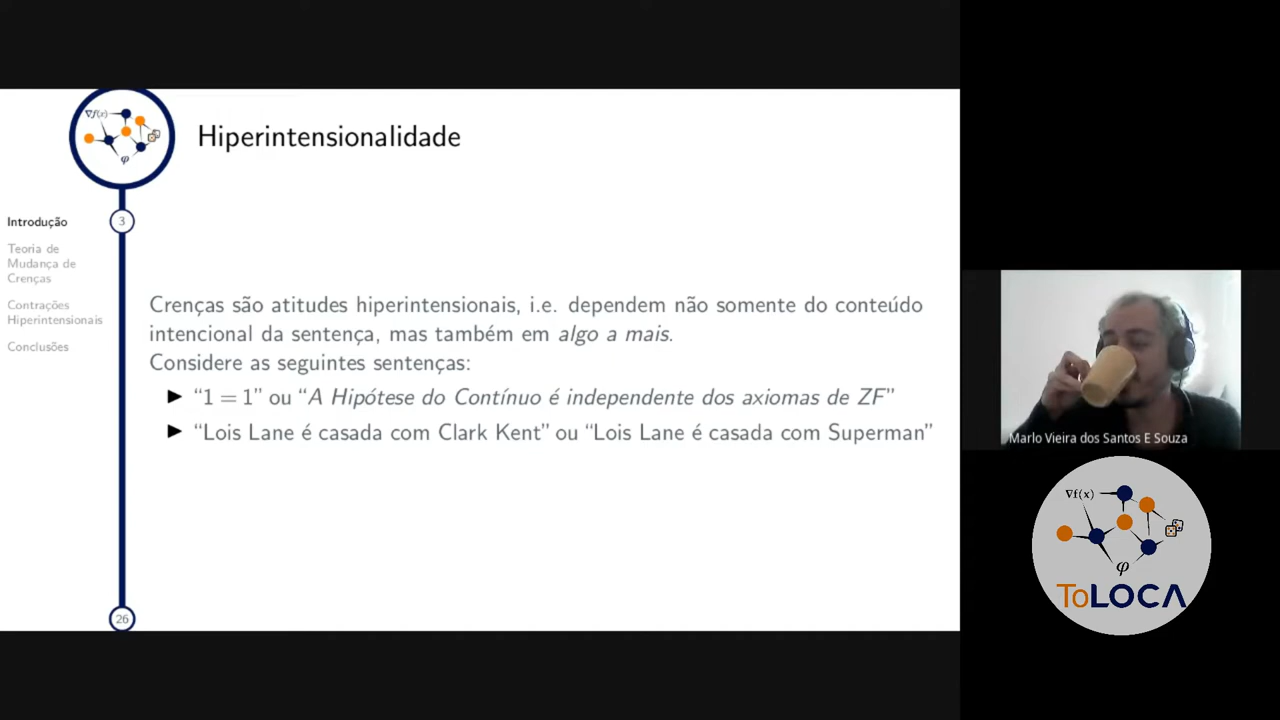 ∇f(x)
φ
Hiperintensionalidade
Introdução
3
Teoria de
Mudança de
Crenças
Contrações
Hiperintensionais
Conclusões
Crenças são atitudes hiperintensionais, i.e. dependem não somente do conteúdo
intencional da sentença, mas também em algo a mais.
Considere as seguintes sentenças:
► “1 = 1” ou “A Hipótese do Contínuo é independente dos axiomas de ZF”
► “Lois Lane é casada com Clark Kent” ou “Lois Lane é casada com Superman”
26
Marlo Vieira dos Santos E Souza
∇f(x)
φ
ToLOCA